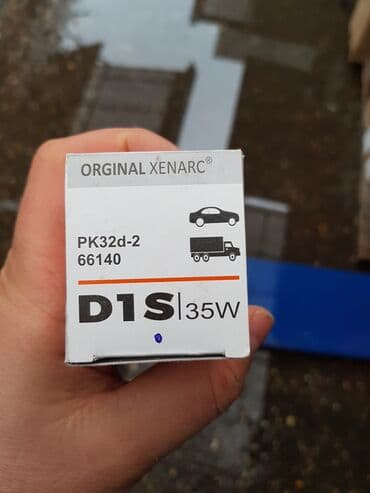 ORGINAL XENARC®
PK32d-2
66140
D1S|35W